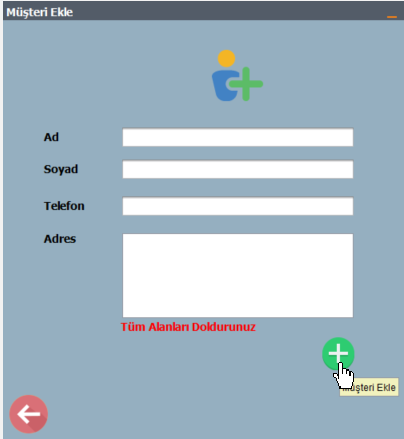 Müşteri Ekle
Ad
Soyad
Telefon
Adres
Tüm Alanları Doldurunuz
Müşteri Ekle